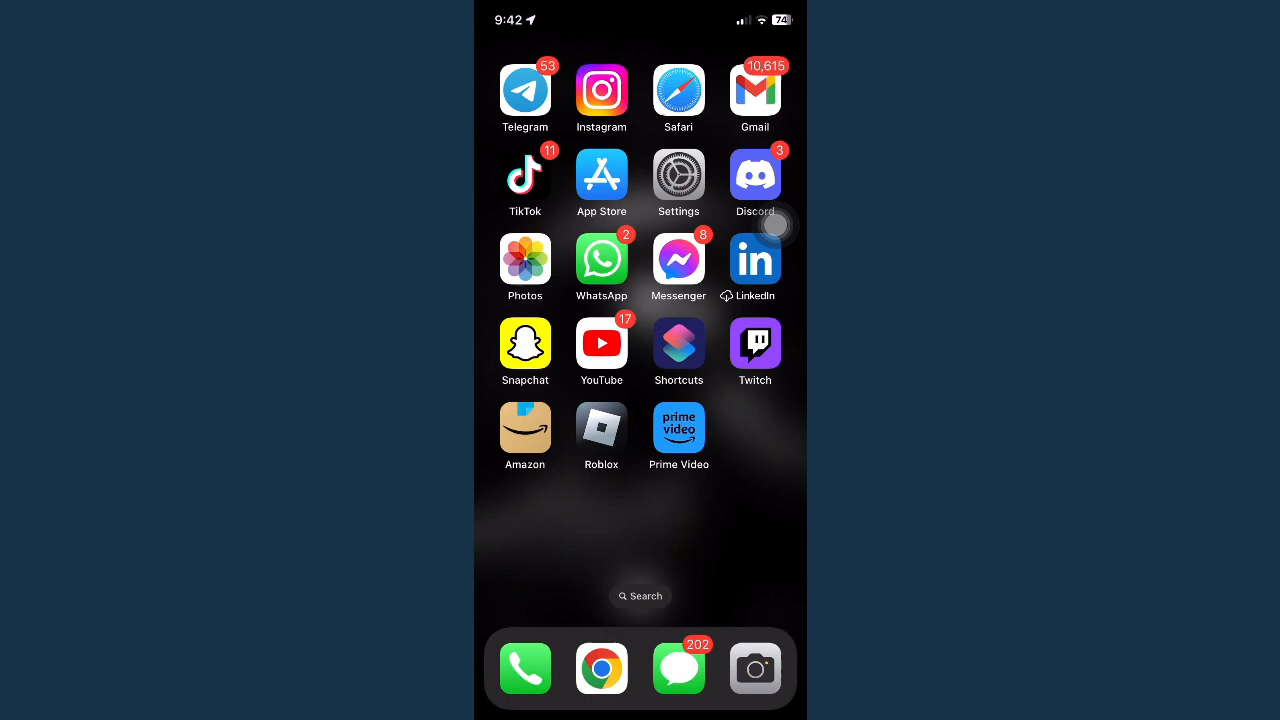 9:42
74
53
10,615
Telegram
Instagram
Safari
Gmail
11
3
TikTok
App Store
Settings
Discord
2
8
in
Photos
WhatsApp
Messenger
LinkedIn
17
Snapchat
YouTube
Shortcuts
Twitch
prime
video
Amazon
Roblox
Prime Video
Search
202